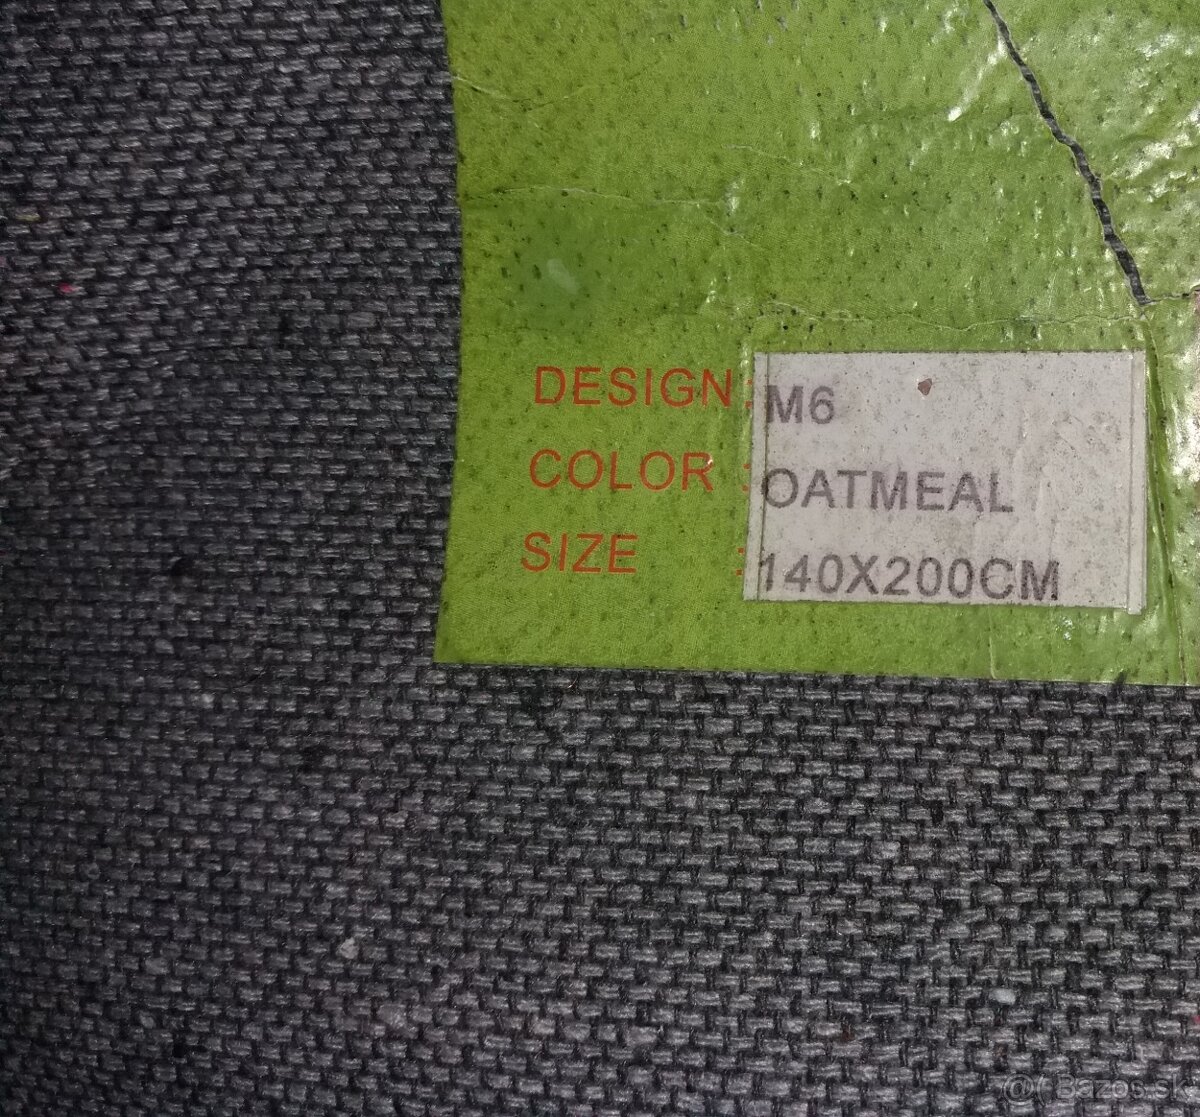 DESIGN : M6
COLOR : OATMEAL
SIZE : 140X200CM
Bazos.sk